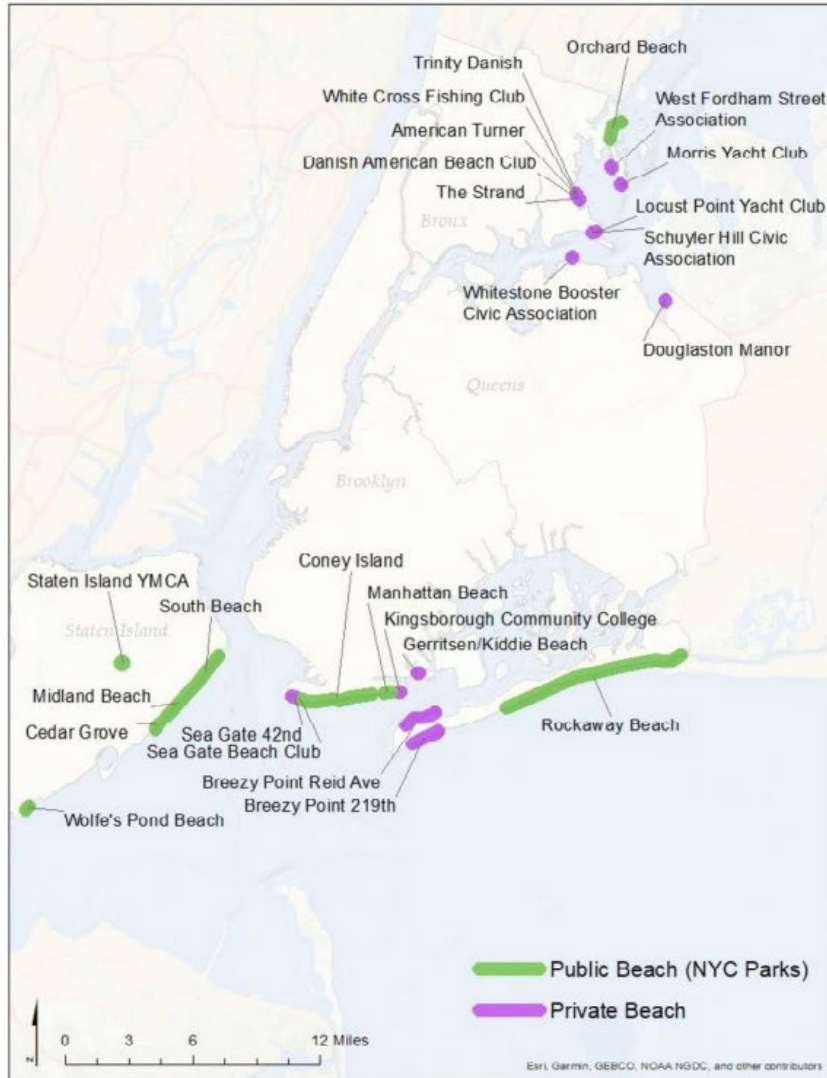 Orchard Beach
Trinity Danish
White Cross Fishing Club
West Fordham Street
Association
American Turner
Morris Yacht Club
Danish American Beach Club
The Strand
Locust Point Yacht Club
Bronx
Schuyler Hill Civic
Association
Whitestone Booster
Civic Association
Douglaston Manor
Queens
Brooklyn
Coney Island
Staten Island YMCA
Manhattan Beach
South Beach
Kingsborough Community College
Staten Island
Gerritsen/Kiddie Beach
Midland Beach
Rockaway Beach
Cedar Grove
Sea Gate 42nd
Sea Gate Beach Club
Breezy Point Reid Ave
Breezy Point 219th
Wolfe's Pond Beach
Public Beach (NYC Parks)
Private Beach
N
0 3 6 12 Miles
Esri, Garmin, GEBCO, NOAA NGDC, and other contributors